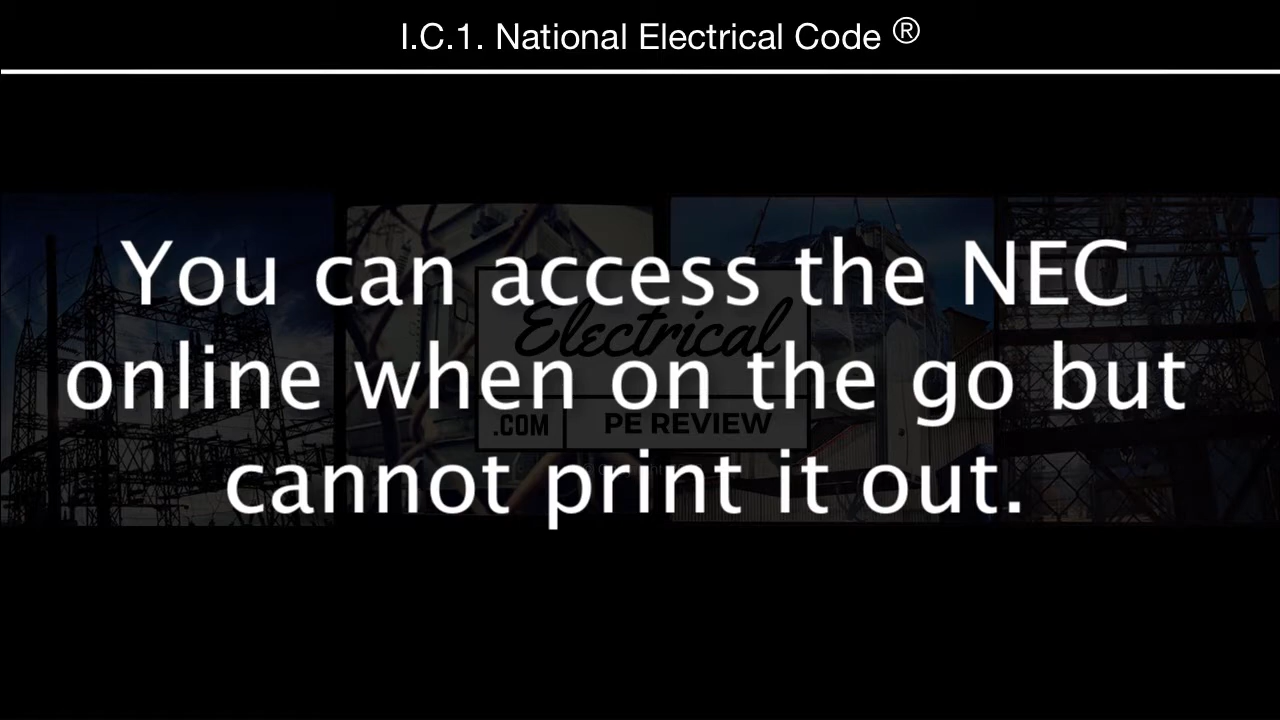 I.C.1. National Electrical Code ®
You can access the NEC
Electrical
online when on the go but
.COM PE REVIEW
cannot print it out.